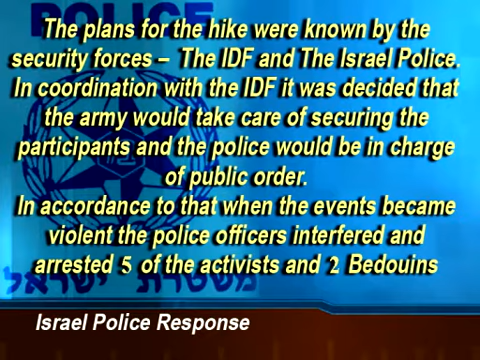 POLICE
The plans for the hike were known by the
security forces – The IDF and The Israel Police.
In coordination with the IDF it was decided that
the army would take care of securing the
participants and the police would be in charge
of public order.
In accordance to that when the events became
violent the police officers interfered and
arrested 5 of the activists and 2 Bedouins
משטרת ישראל
Israel Police Response